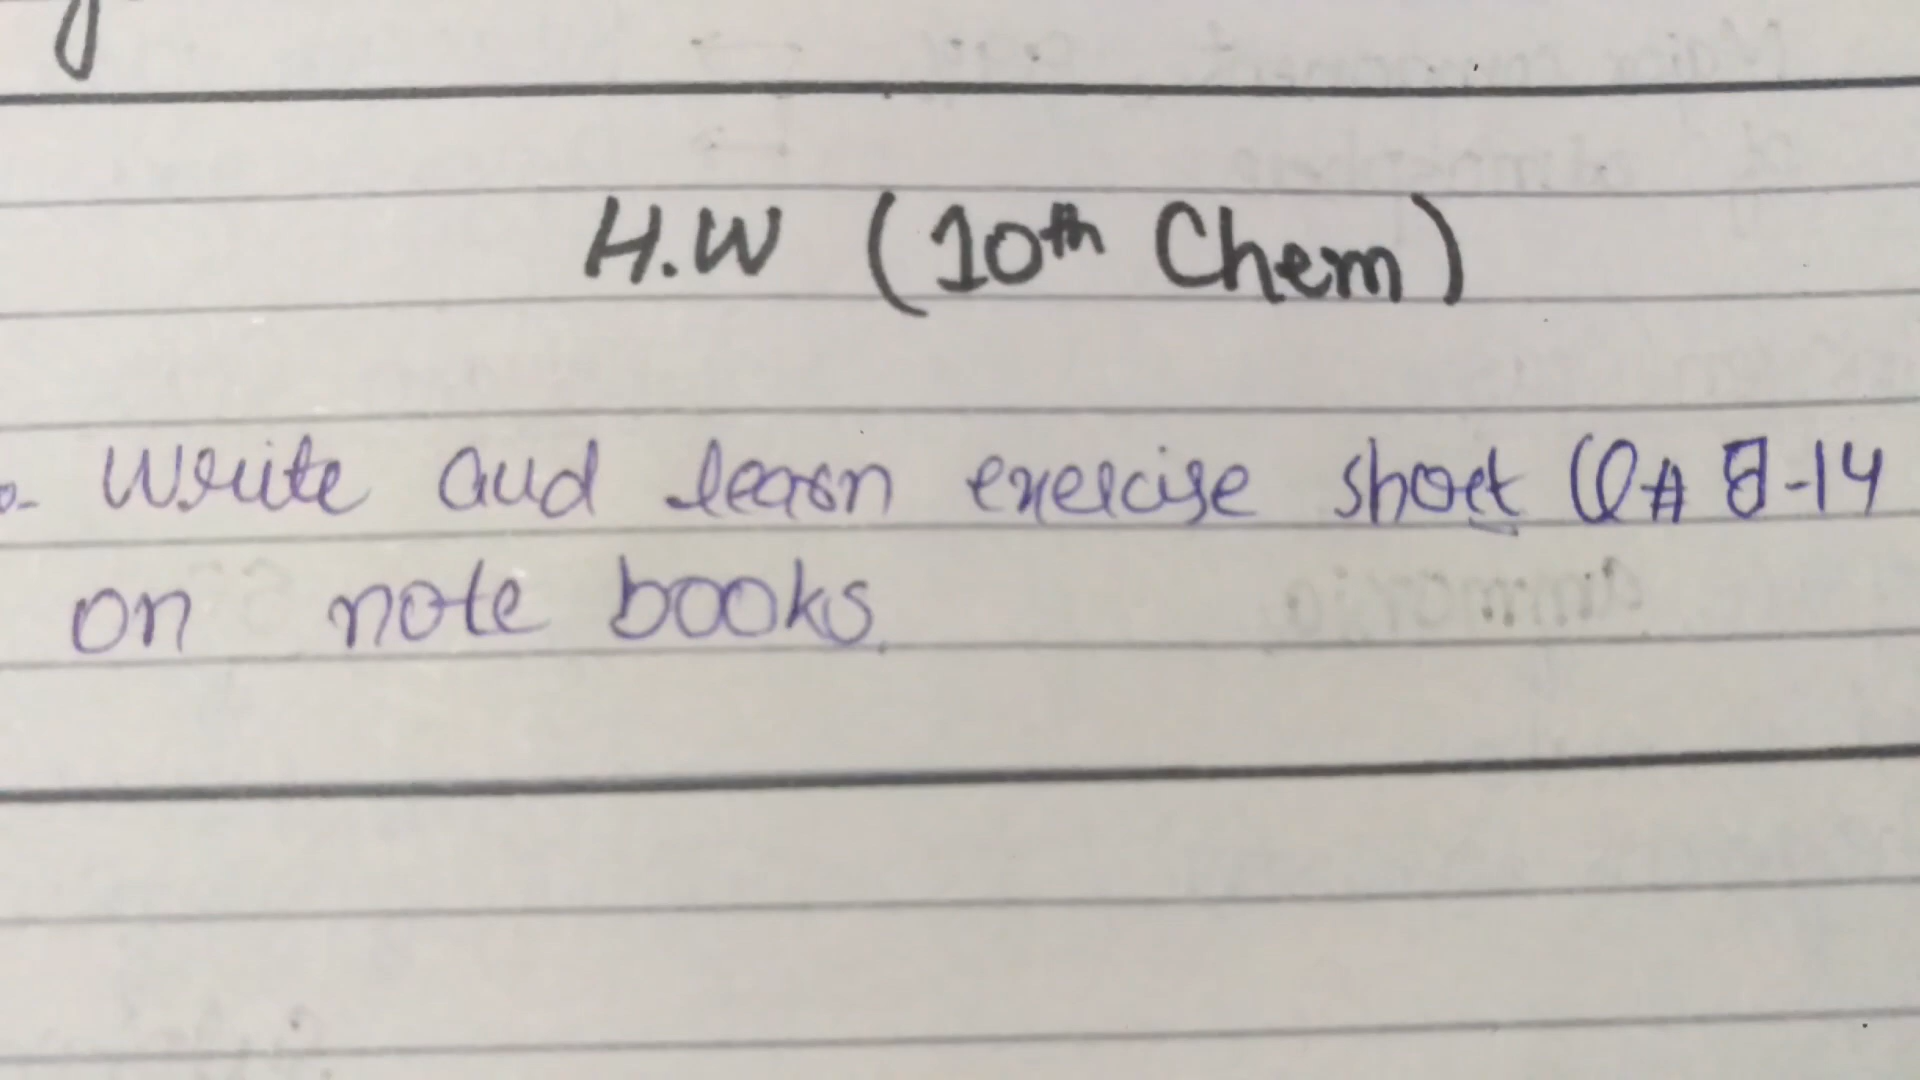 H.W (10th Chem)
- Write and learn exercise short Q# 8-14
on note books.